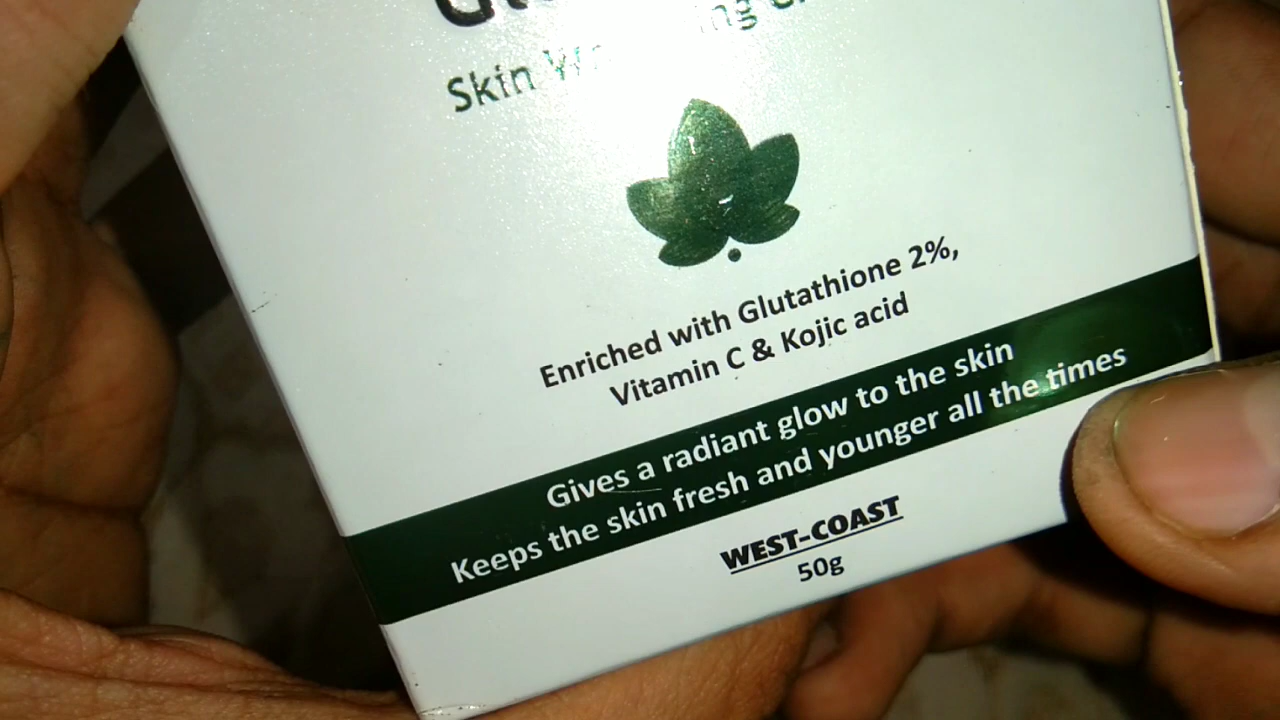 Skin
Enriched with Glutathione 2%,
Vitamin C & Kojic acid
Gives a radiant glow to the skin
Keeps the skin fresh and younger all the times
WEST-COAST
50g